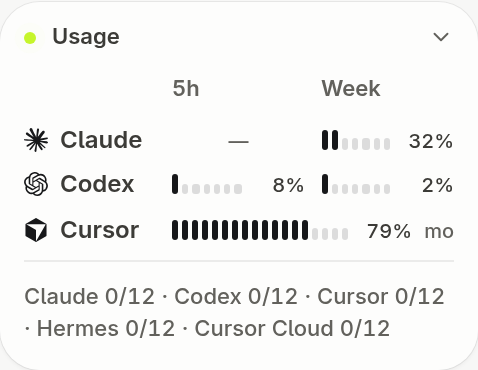 Usage
5h Week
Claude — 32%
Codex 8% 2%
Cursor 79% mo
Claude 0/12 · Codex 0/12 · Cursor 0/12
· Hermes 0/12 · Cursor Cloud 0/12